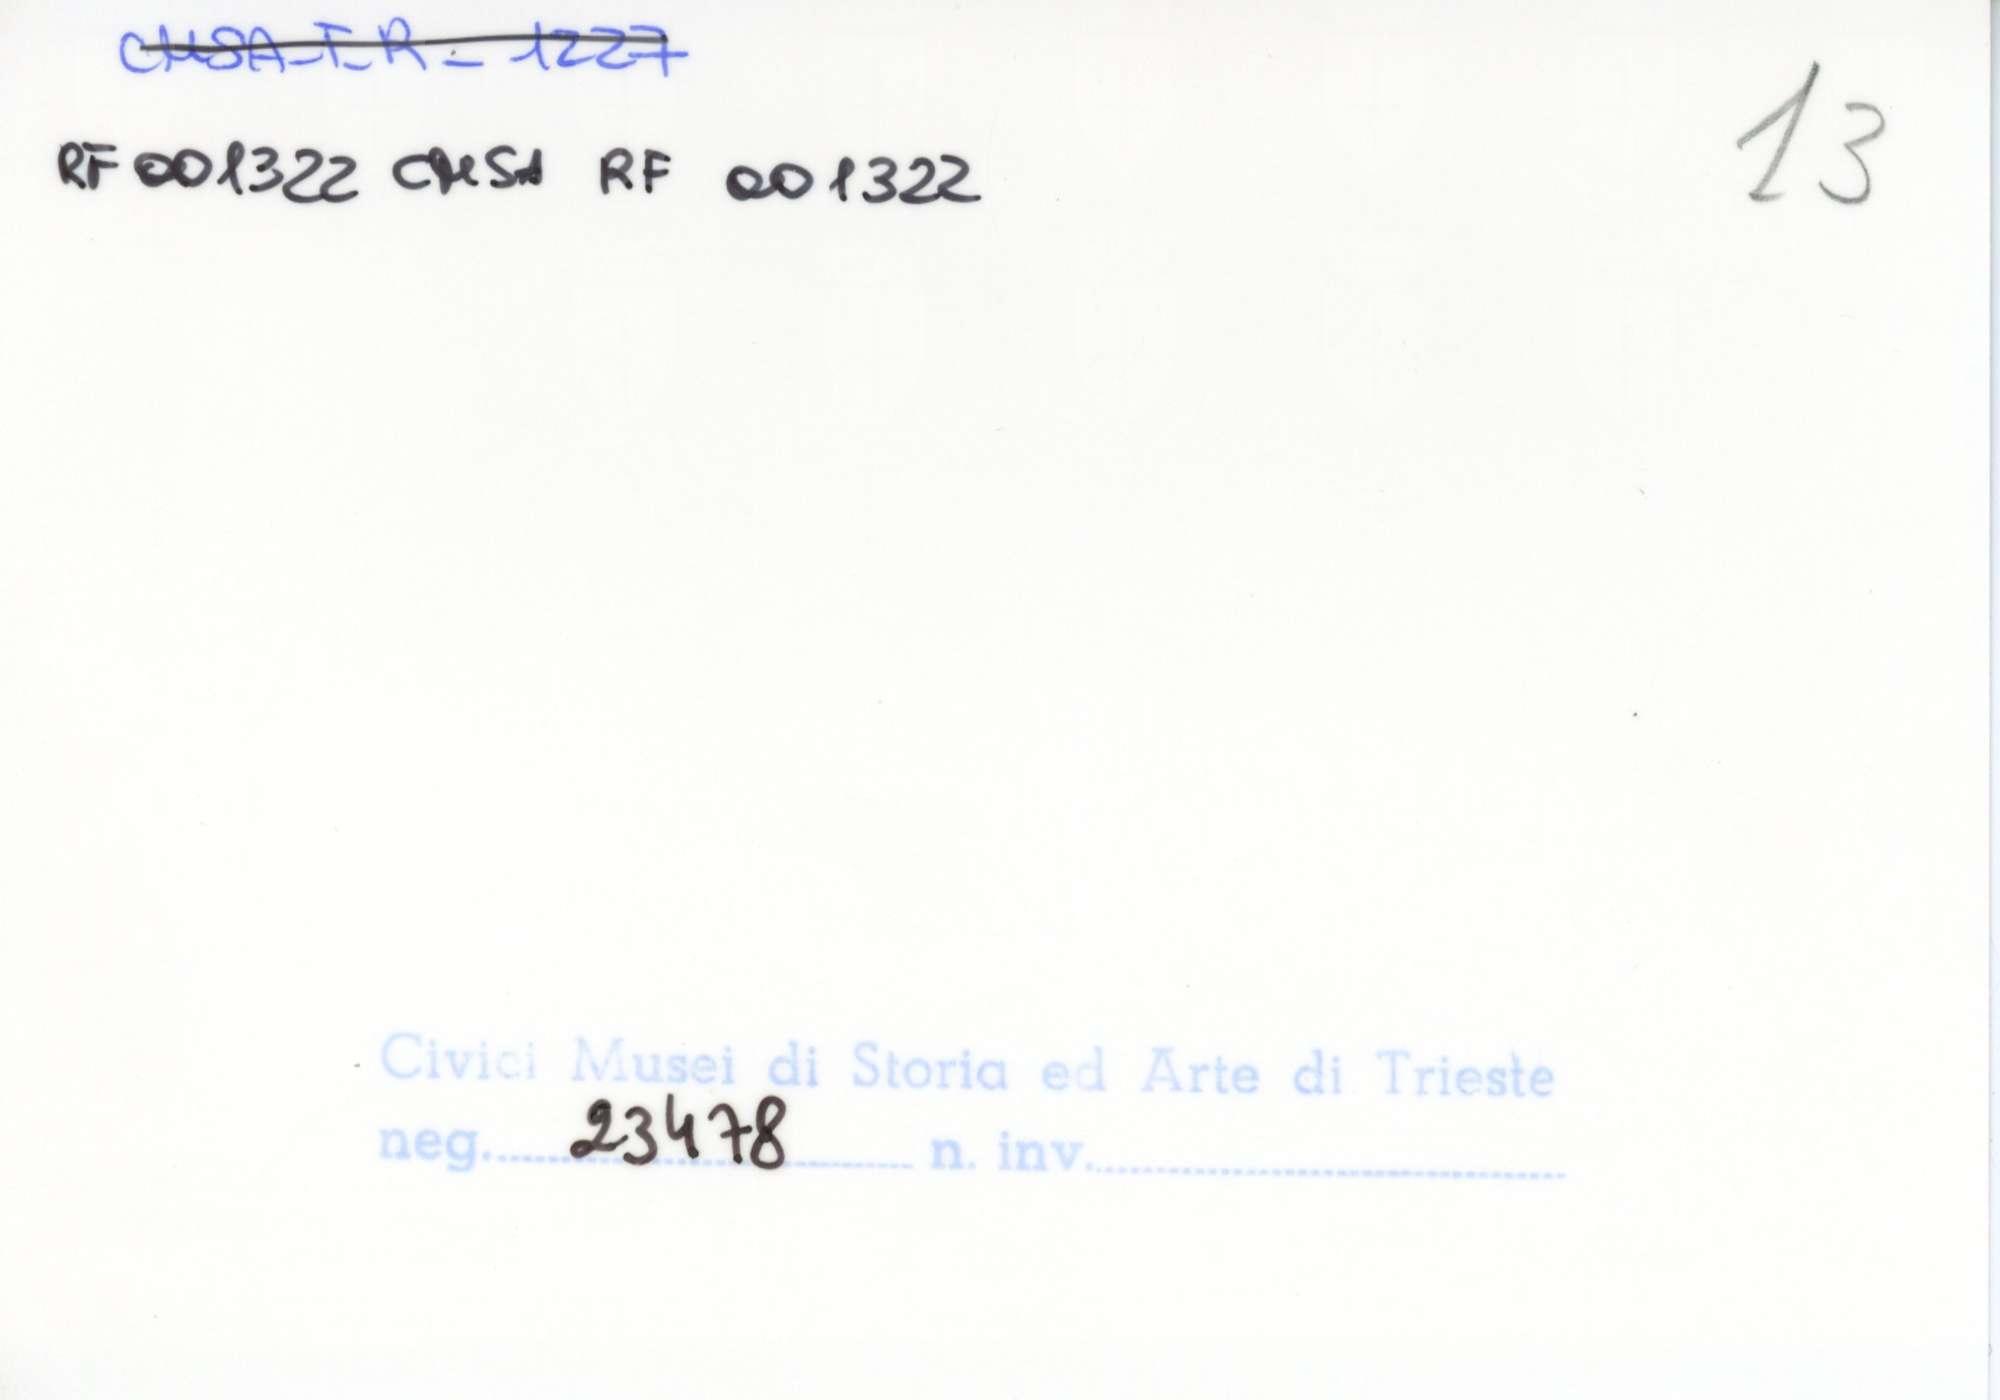 CMSA-F-R-1227
13
RF 001322 CMSA RF 001322
Civici Musei di Storia ed Arte di Trieste
neg. 23478 n. inv.